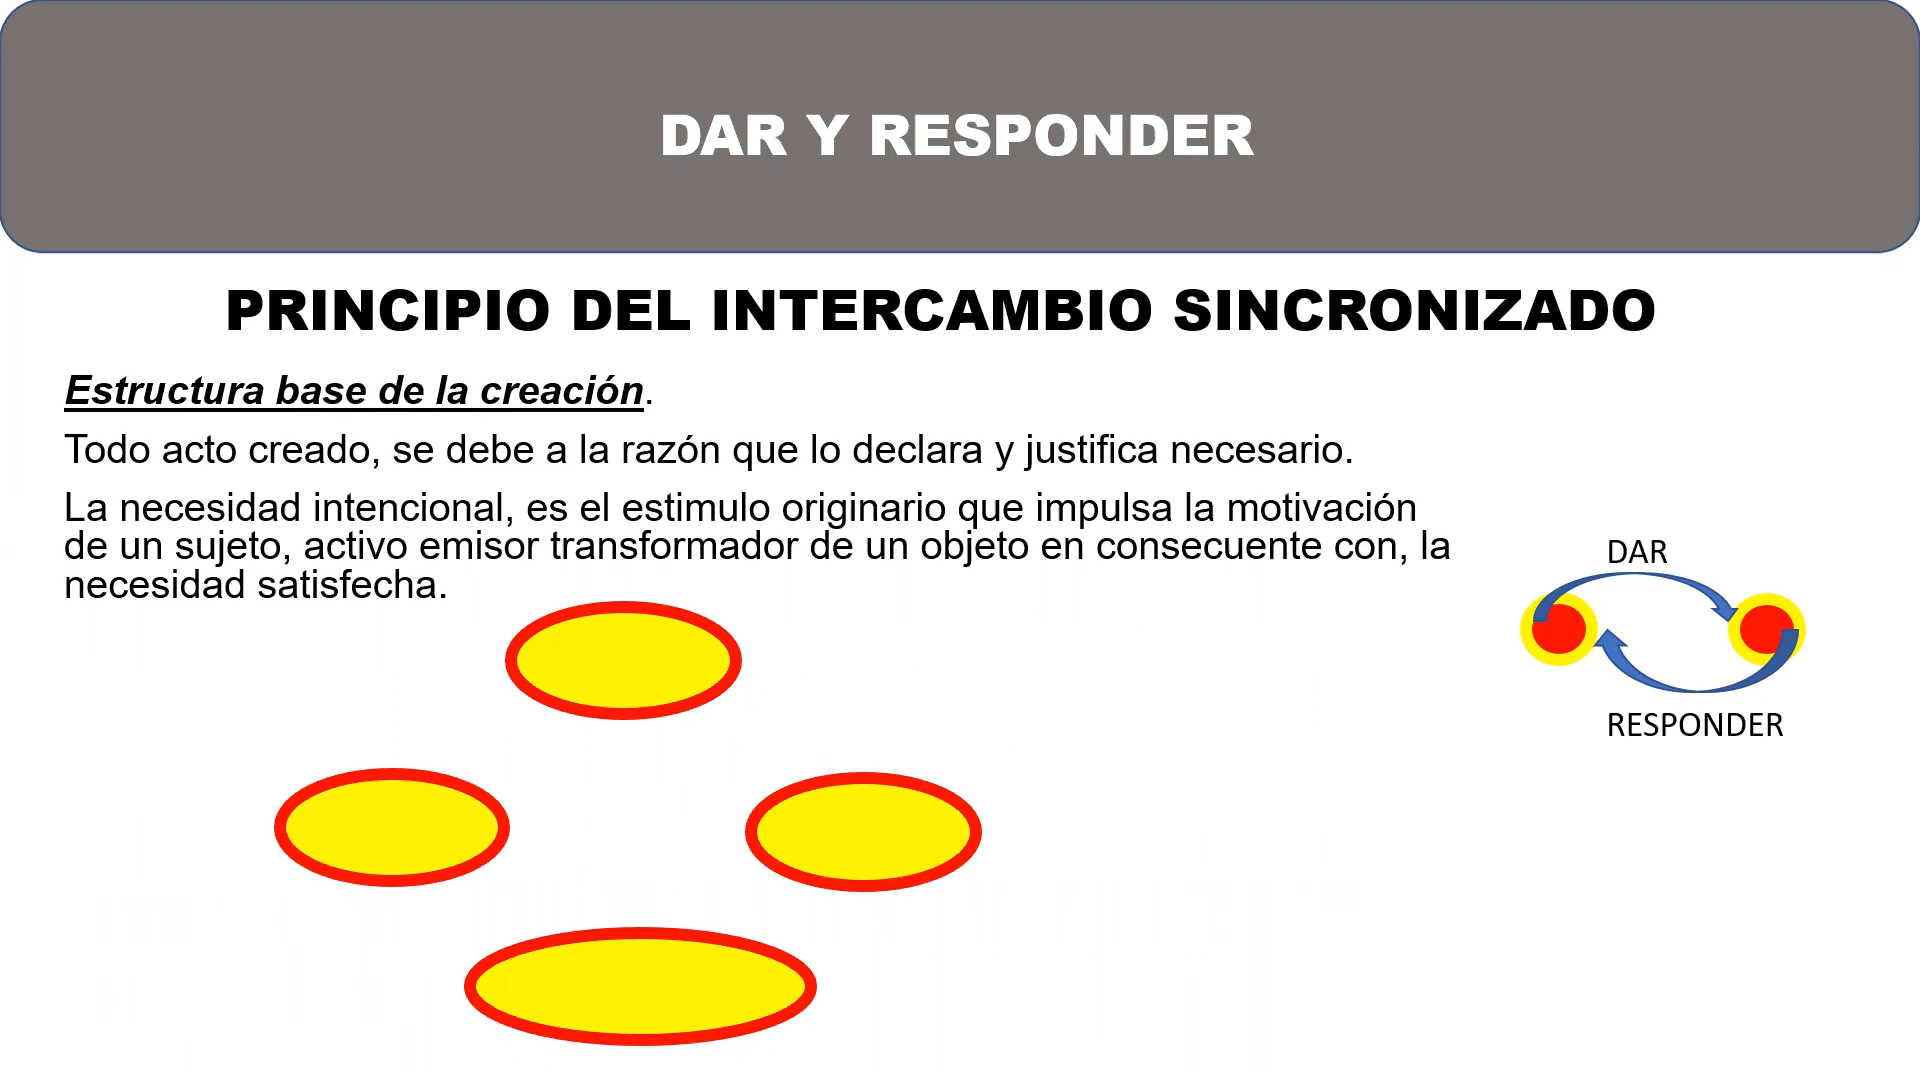 DAR Y RESPONDER
PRINCIPIO DEL INTERCAMBIO SINCRONIZADO
Estructura base de la creación.
Todo acto creado, se debe a la razón que lo declara y justifica necesario.
La necesidad intencional, es el estimulo originario que impulsa la motivación
de un sujeto, activo emisor transformador de un objeto en consecuente con, la
necesidad satisfecha.
DAR
RESPONDER